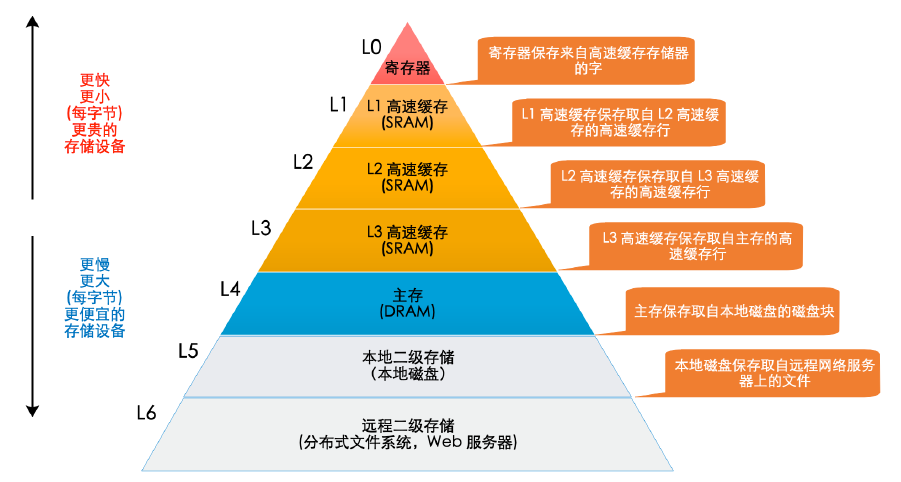 L0
寄存器
寄存器保存来自高速缓存存储器
的字
更快
更小
(每字节)
更贵的
存储设备
L1
L1 高速缓存
(SRAM)
L1 高速缓存保存取自 L2 高速缓
存的高速缓存行
L2
L2 高速缓存
(SRAM)
L2 高速缓存保存取自 L3 高速缓
存的高速缓存行
L3
L3 高速缓存
(SRAM)
L3 高速缓存保存取自主存的高
速缓存行
更慢
更大
(每字节)
更便宜的
存储设备
L4
主存
(DRAM)
主存保存取自本地磁盘的磁盘块
L5
本地二级存储
（本地磁盘）
本地磁盘保存取自远程网络服务
器上的文件
L6
远程二级存储
(分布式文件系统，Web 服务器)